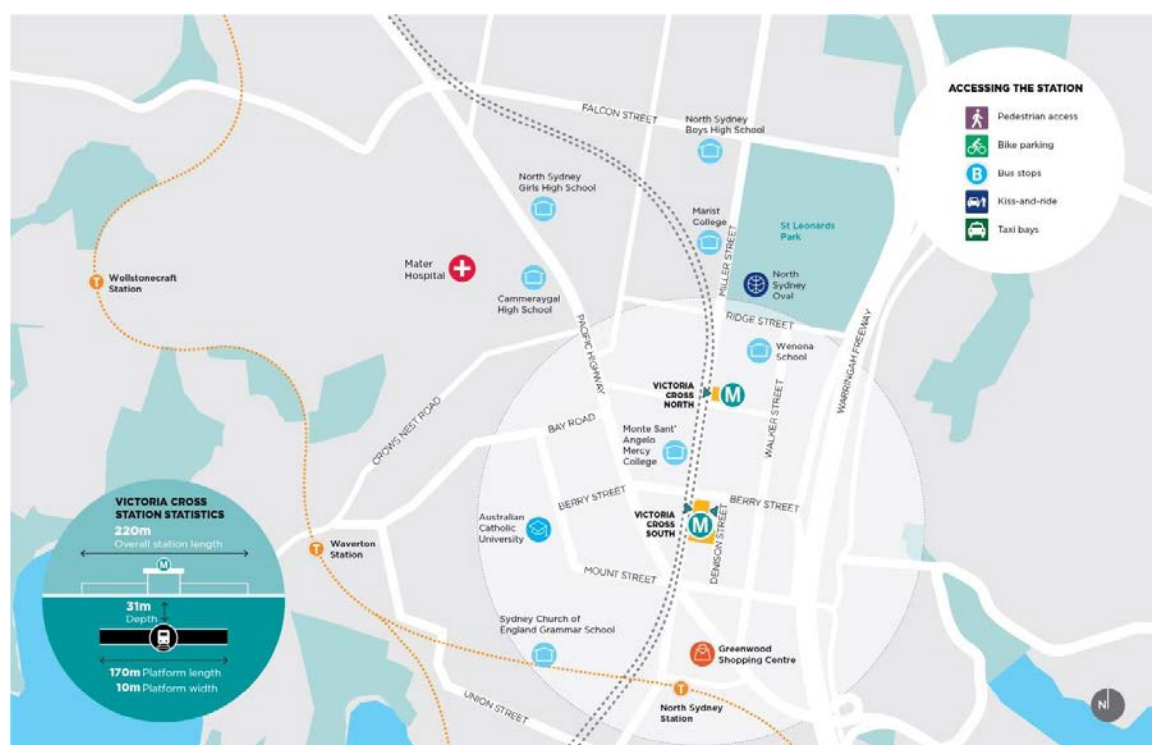 ACCESSING THE STATION
Pedestrian access
Bike parking
B
Bus stops
Kiss-and-ride
Taxi bays
FALCON STREET
North Sydney
Boys High School
North Sydney
Girls High School
Marist
College
St Leonards
Park
MILLER STREET
Mater
Hospital
Cammeraygal
High School
North
Sydney
Oval
T
Wollstonecraft
Station
PACIFIC HIGHWAY
RIDGE STREET
Wenona
School
WARRINGAH FREEWAY
VICTORIA
CROSS
NORTH
M
CROWS NEST ROAD
BAY ROAD
WALKER STREET
Monte Sant'
Angelo
Mercy
College
BERRY STREET
BERRY STREET
VICTORIA
CROSS
SOUTH
M
DENISON STREET
Australian
Catholic
University
T
Waverton
Station
MOUNT STREET
Sydney Church of
England Grammar School
Greenwood
Shopping Centre
UNION STREET
T
North Sydney
Station
VICTORIA CROSS
STATION STATISTICS
220m
Overall station length
M
31m
Depth
170m Platform length
10m Platform width
N